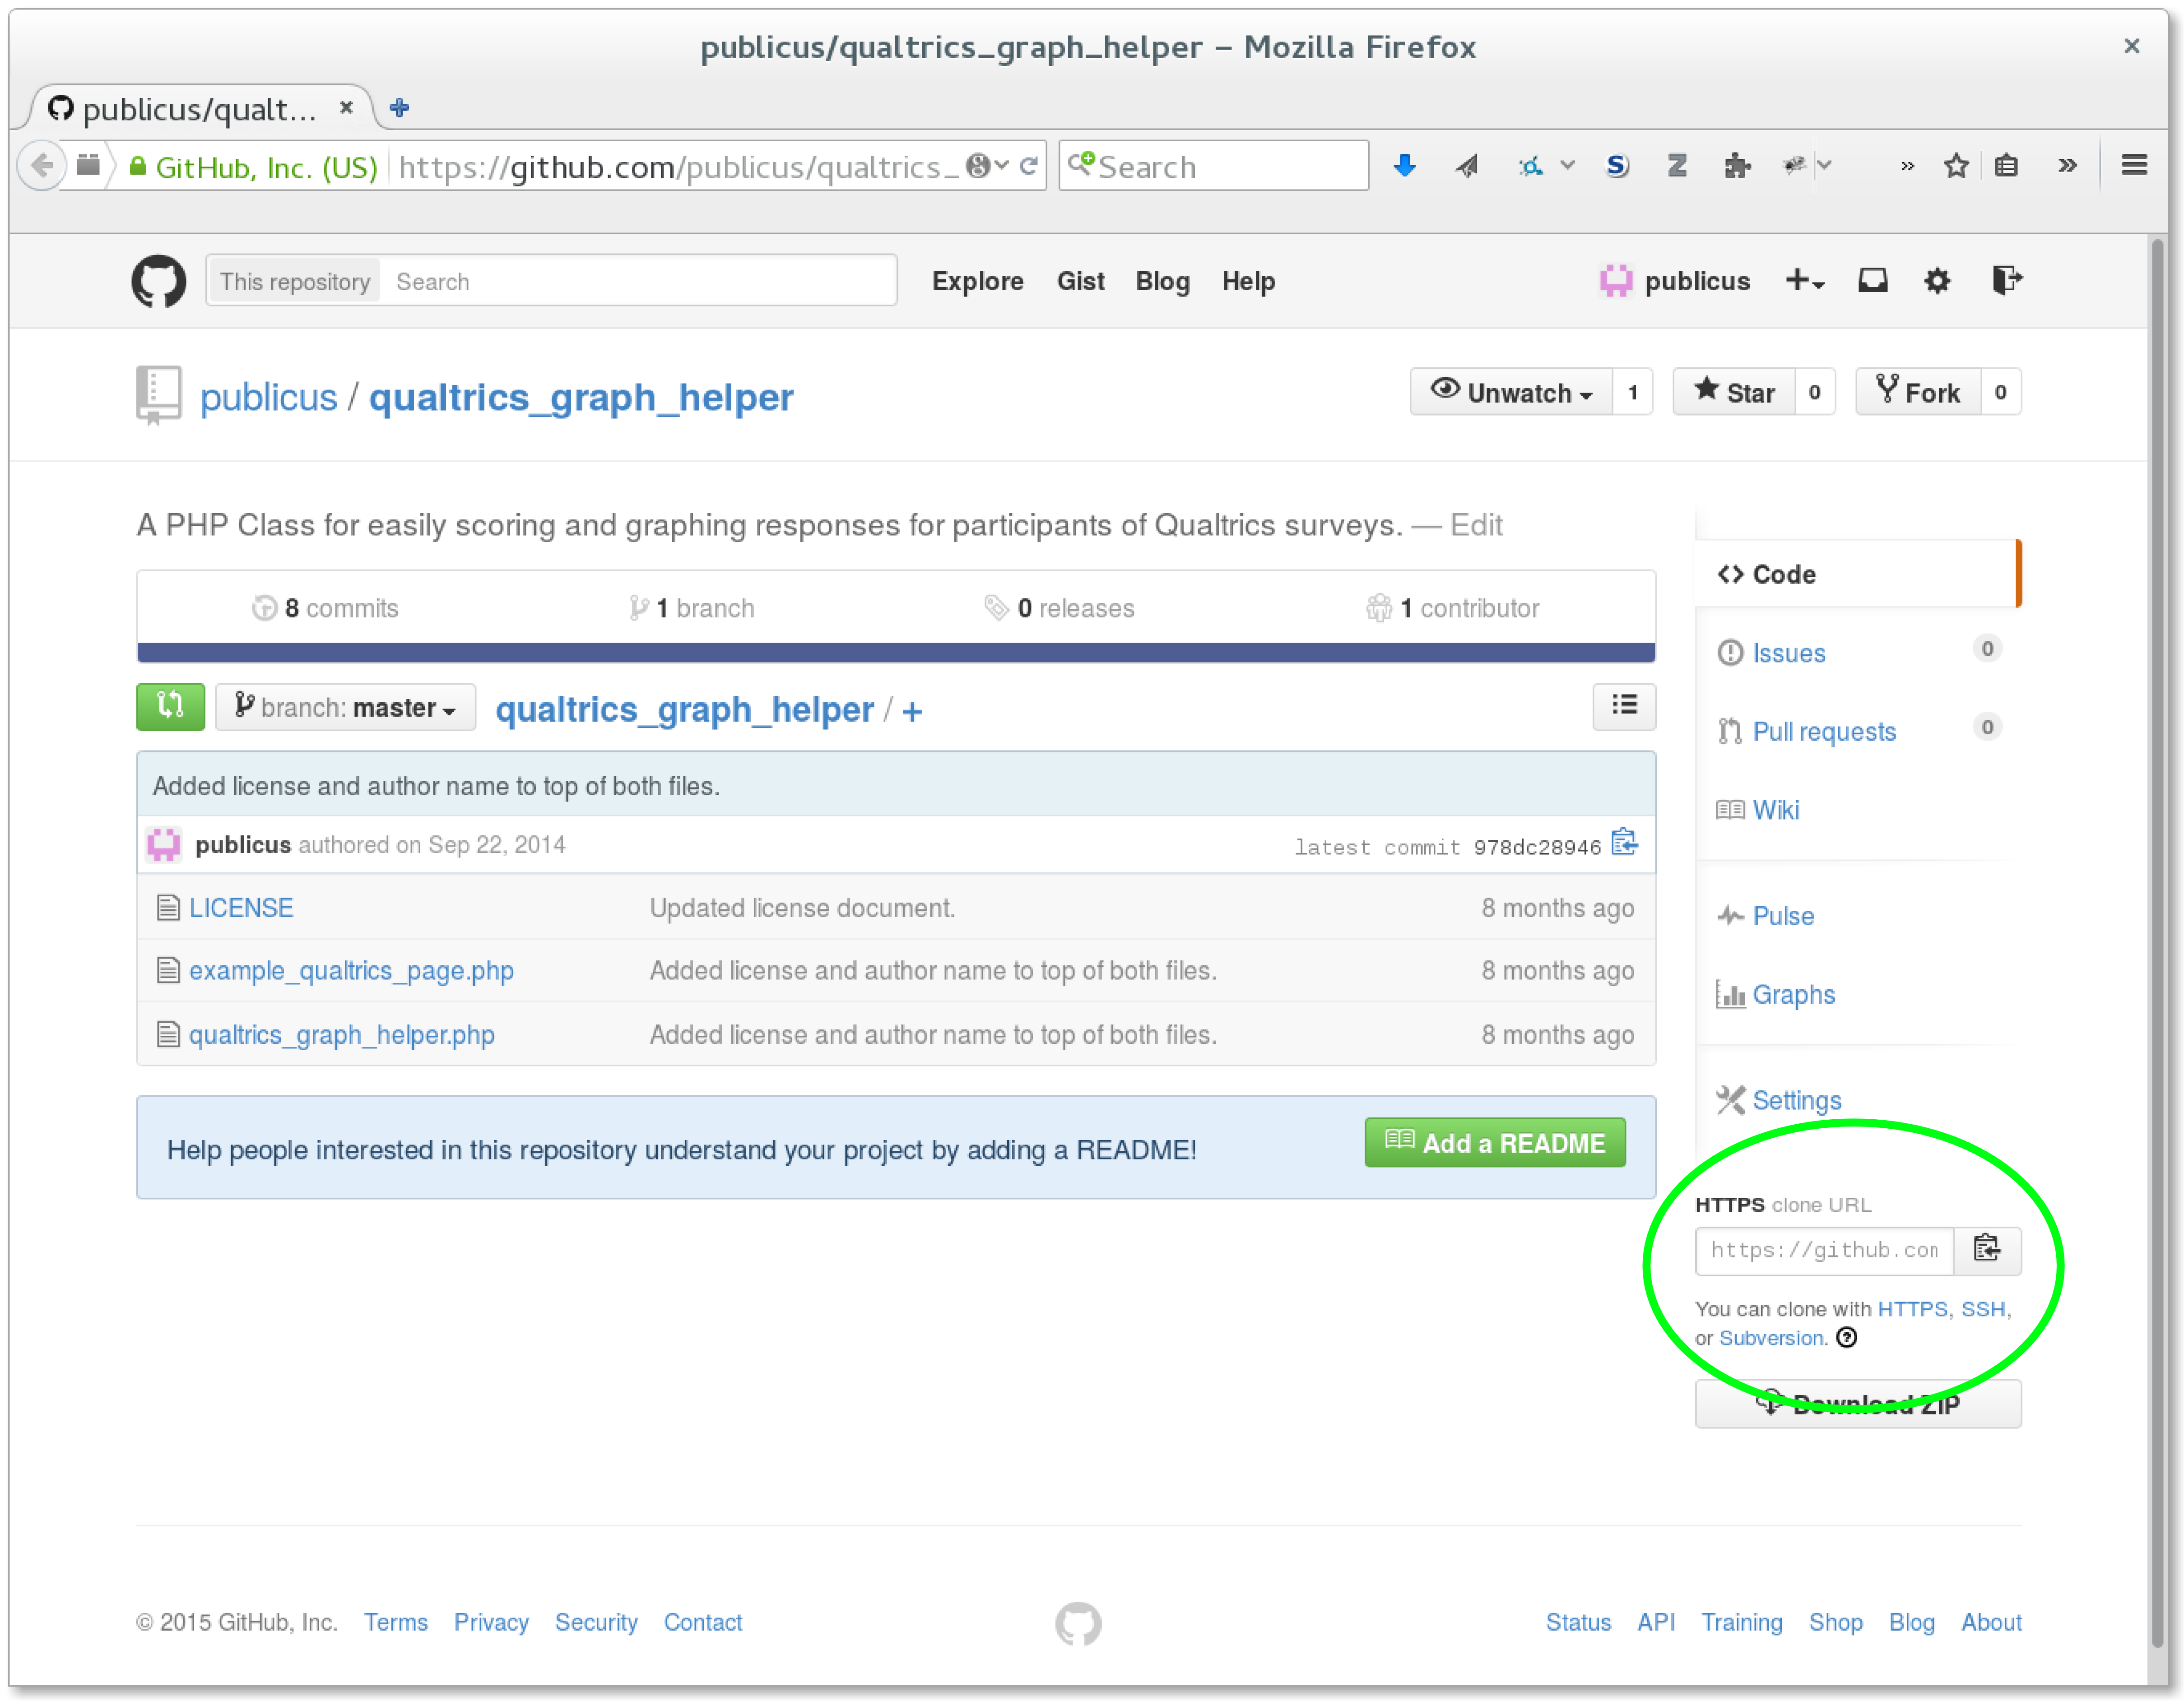 publicus/qualtrics_graph_helper – Mozilla Firefox
publicus/qualt...
GitHub, Inc. (US) https://github.com/publicus/qualtrics_ Search
This repository Search Explore Gist Blog Help publicus
publicus / qualtrics_graph_helper Unwatch 1 Star 0 Fork 0
A PHP Class for easily scoring and graphing responses for participants of Qualtrics surveys. — Edit
8 commits 1 branch 0 releases 1 contributor
branch: master qualtrics_graph_helper / +
Added license and author name to top of both files.
publicus authored on Sep 22, 2014 latest commit 978dc28946
LICENSE Updated license document. 8 months ago
example_qualtrics_page.php Added license and author name to top of both files. 8 months ago
qualtrics_graph_helper.php Added license and author name to top of both files. 8 months ago
Help people interested in this repository understand your project by adding a README! Add a README
Code
Issues 0
Pull requests 0
Wiki
Pulse
Graphs
Settings
HTTPS clone URL
https://github.com
You can clone with HTTPS, SSH,
or Subversion.
Download ZIP
© 2015 GitHub, Inc. Terms Privacy Security Contact Status API Training Shop Blog About